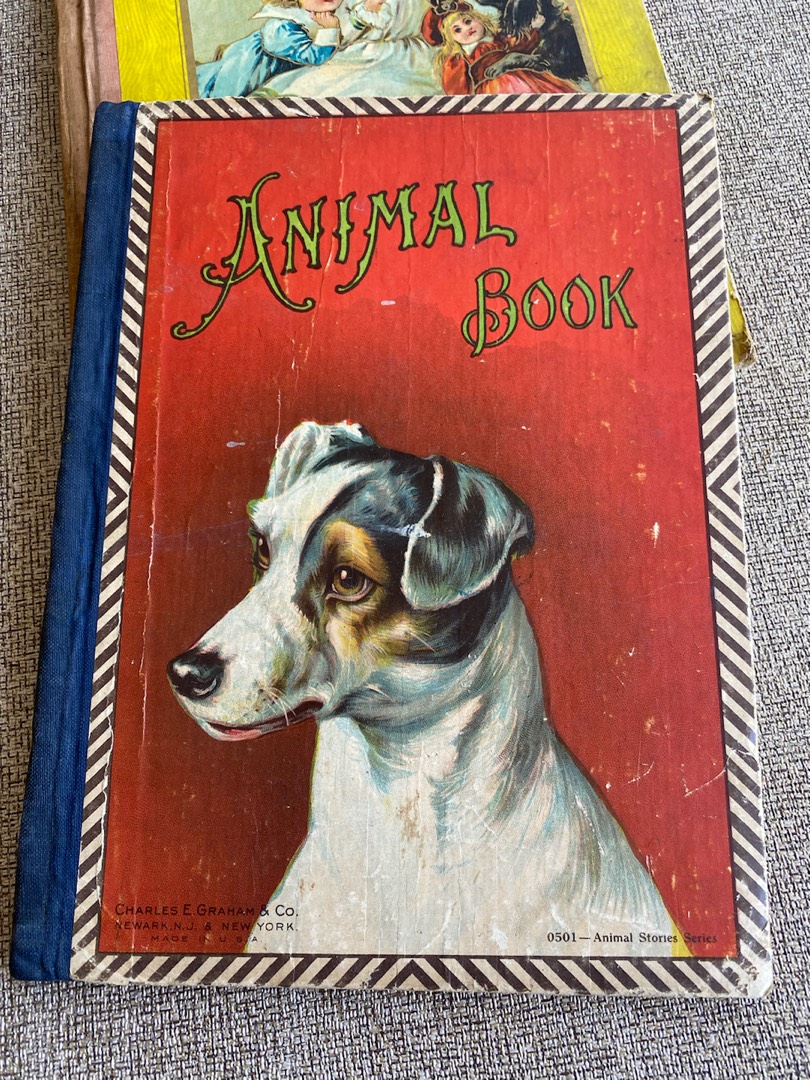 ANIMAL
BOOK
CHARLES E. GRAHAM & CO.
NEWARK, N.J. & NEW YORK.
MADE IN U.S.A.
0501—Animal Stories Series